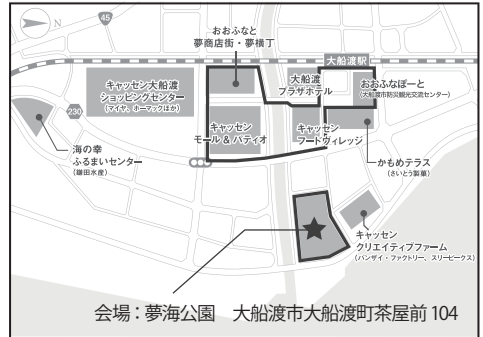 N
45
おおふなと
夢商店街・夢横丁
大船渡駅
キャッセン大船渡
ショッピングセンター
(マイヤ、ホーマックほか)
大船渡
プラザホテル
おおふなぽーと
(大船渡市防災観光交流センター)
230
キャッセン
モール&パティオ
キャッセン
フードヴィレッジ
海の幸
ふるまいセンター
(鎌田水産)
かもめテラス
(さいとう製菓)
キャッセン
クリエイティブファーム
(バンザイ・ファクトリー、スリーピークス)
会場:夢海公園 大船渡市大船渡町茶屋前 104